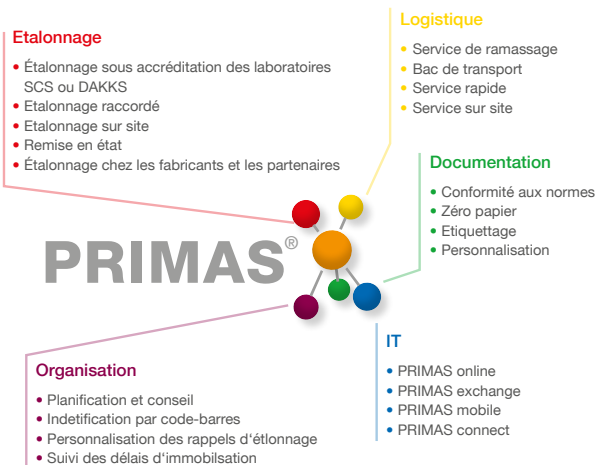 Etalonnage
• Étalonnage sous accréditation des laboratoires
SCS ou DAKKS
• Etalonnage raccordé
• Etalonnage sur site
• Remise en état
• Étalonnage chez les fabricants et les partenaires
Logistique
• Service de ramassage
• Bac de transport
• Service rapide
• Service sur site
Documentation
• Conformité aux normes
• Zéro papier
• Etiquettage
• Personnalisation
PRIMAS®
IT
• PRIMAS online
• PRIMAS exchange
• PRIMAS mobile
• PRIMAS connect
Organisation
• Planification et conseil
• Indetification par code-barres
• Personnalisation des rappels d‘étlonnage
• Suivi des délais d‘immobilsation